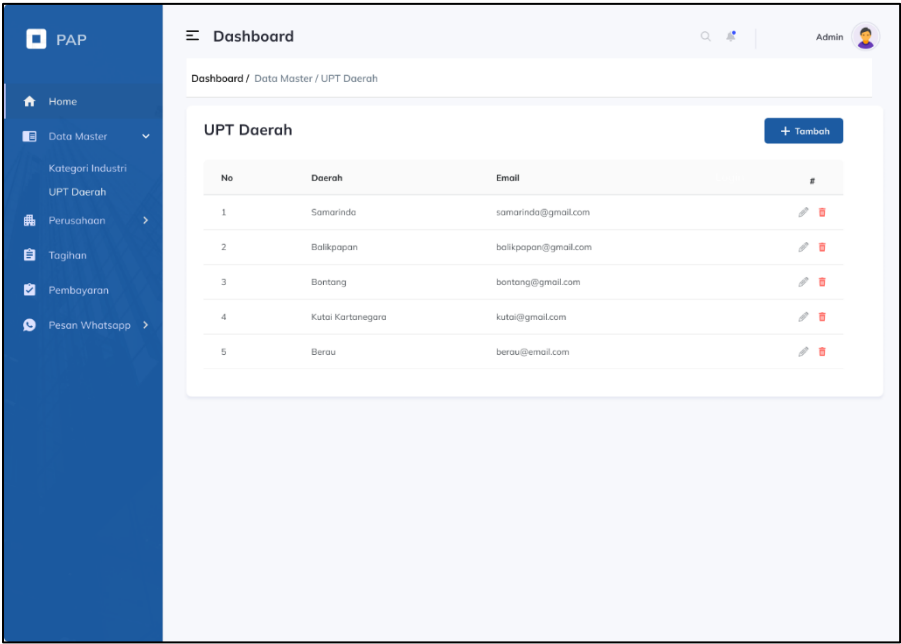 PAP
Home
Data Master
Kategori Industri
UPT Daerah
Perusahaan
Tagihan
Pembayaran
Pesan Whatsapp
Dashboard
Admin
Dashboard / Data Master / UPT Daerah
UPT Daerah
+ Tambah
No Daerah Email #
1 Samarinda samarinda@gmail.com
2 Balikpapan balikpapan@gmail.com
3 Bontang bontang@gmail.com
4 Kutai Kartanegara kutai@gmail.com
5 Berau berau@email.com